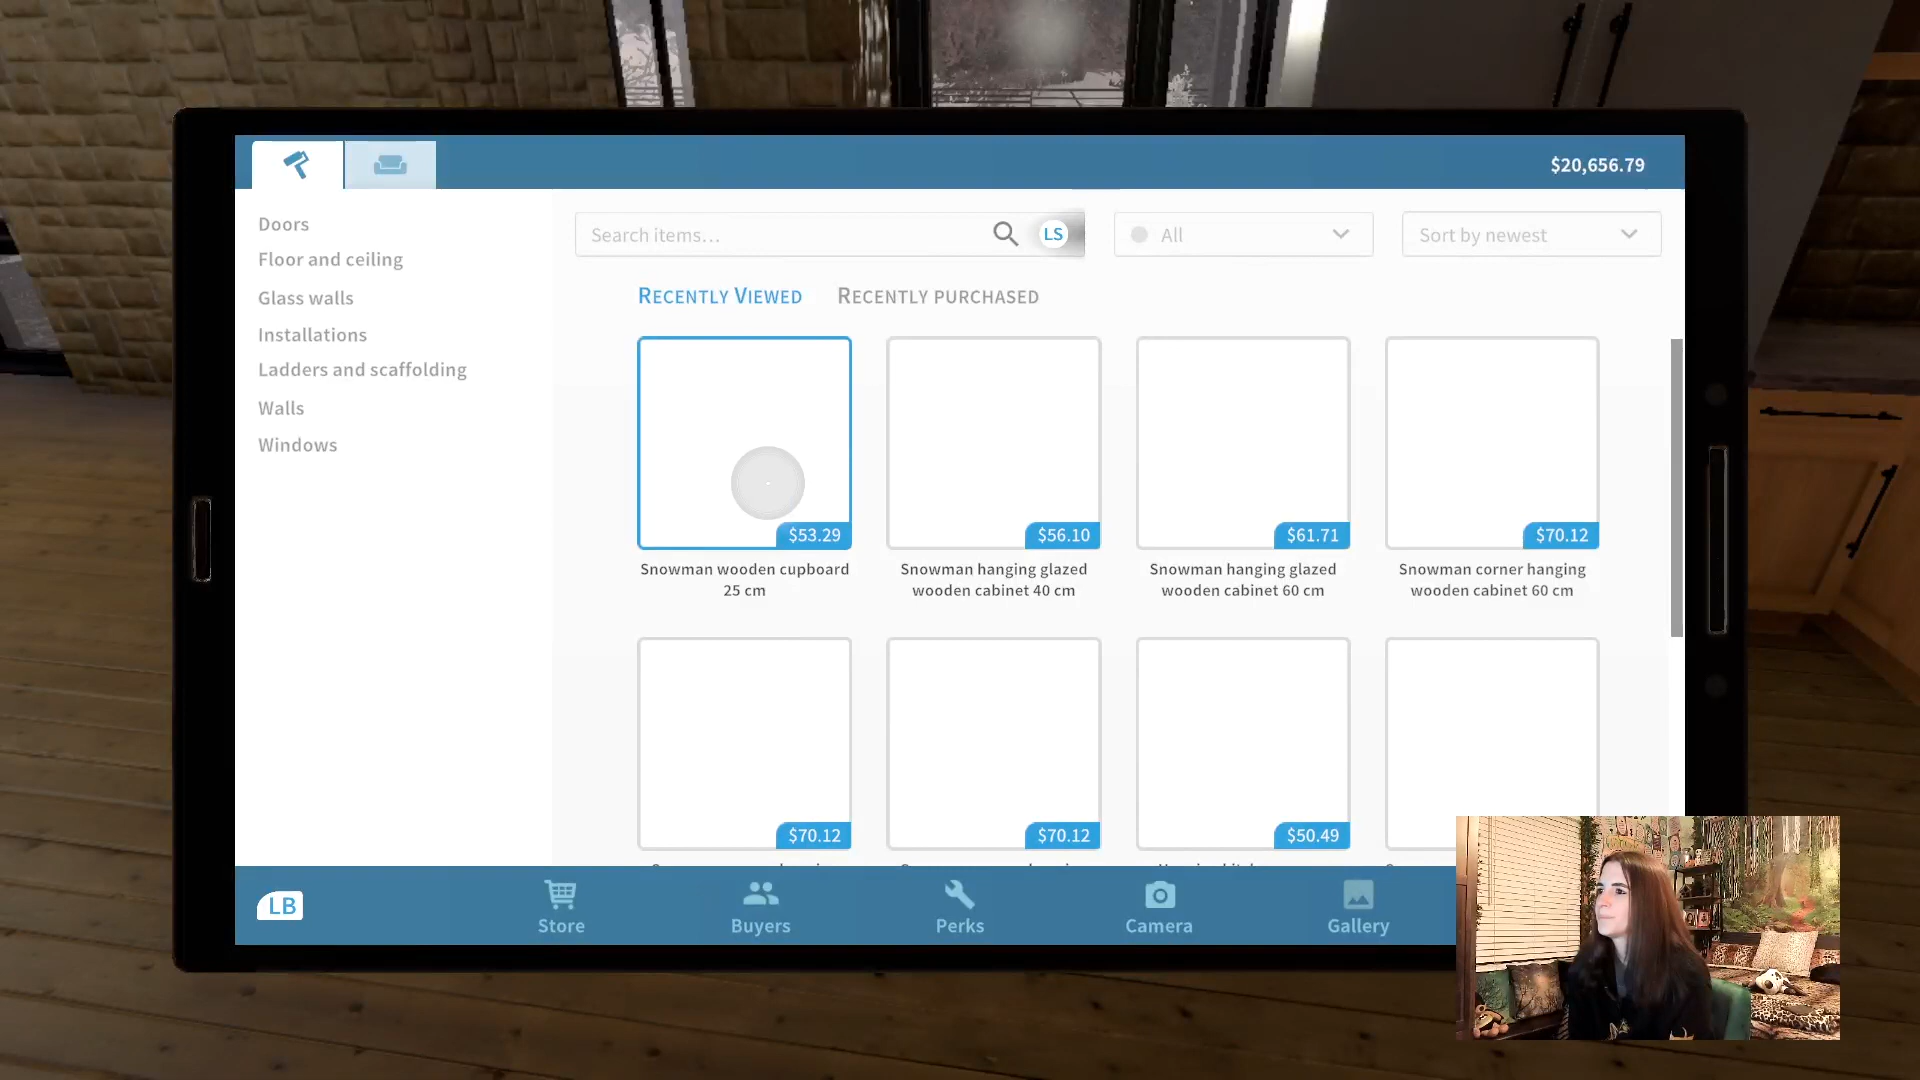 $20,656.79
Doors
Floor and ceiling
Glass walls
Installations
Ladders and scaffolding
Walls
Windows
Search items...
LS
All
Sort by newest
RECENTLY VIEWED
RECENTLY PURCHASED
$53.29
$56.10
$61.71
$70.12
Snowman wooden cupboard
25 cm
Snowman hanging glazed
wooden cabinet 40 cm
Snowman hanging glazed
wooden cabinet 60 cm
Snowman corner hanging
wooden cabinet 60 cm
$70.12
$70.12
$50.49
LB
Store
Buyers
Perks
Camera
Gallery